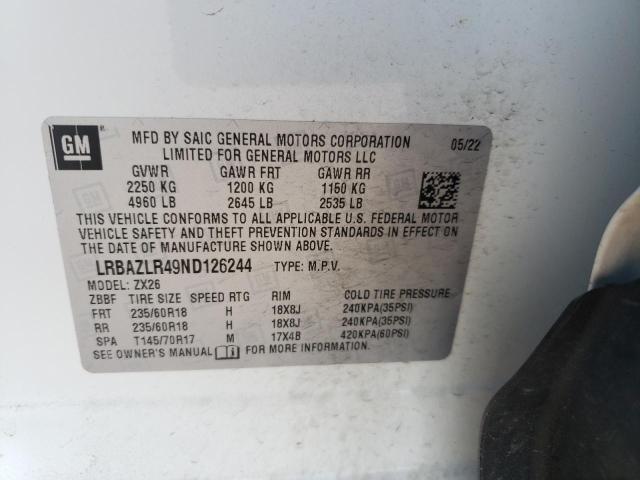 GM
MFD BY SAIC GENERAL MOTORS CORPORATION 05/22
LIMITED FOR GENERAL MOTORS LLC
GVWR GAWR FRT GAWR RR
2250 KG 1200 KG 1150 KG
4960 LB 2645 LB 2535 LB
THIS VEHICLE CONFORMS TO ALL APPLICABLE U.S. FEDERAL MOTOR
VEHICLE SAFETY AND THEFT PREVENTION STANDARDS IN EFFECT ON THE
DATE OF MANUFACTURE SHOWN ABOVE.
LRBAZLR49ND126244 TYPE: M.P.V.
MODEL: ZX26
ZBBF TIRE SIZE SPEED RTG RIM COLD TIRE PRESSURE
FRT 235/60R18 H 18X8J 240KPA(35PSI)
RR 235/60R18 H 18X8J 240KPA(35PSI)
SPA T145/70R17 M 17X4B 420KPA(60PSI)
SEE OWNER'S MANUAL FOR MORE INFORMATION.